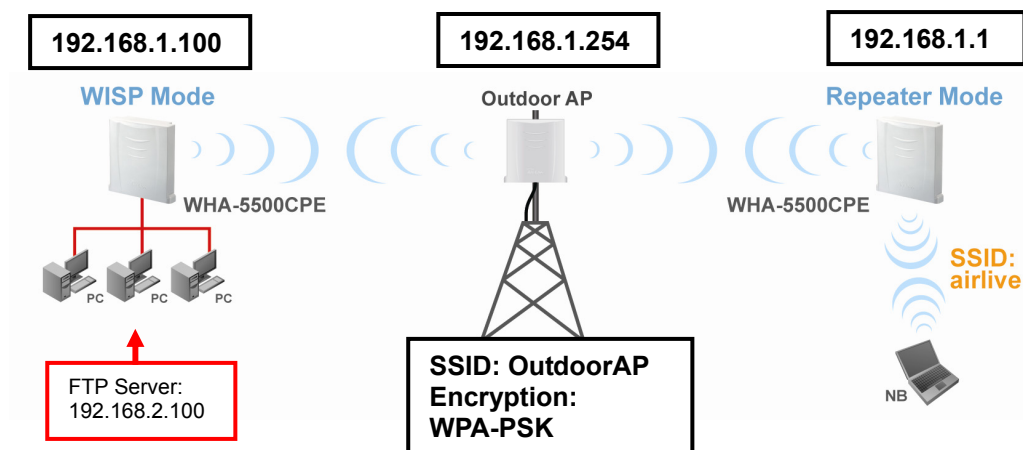 192.168.1.100
192.168.1.254
192.168.1.1
WISP Mode
Outdoor AP
Repeater Mode
WHA-5500CPE
WHA-5500CPE
PC
PC
PC
SSID:
airlive
FTP Server:
192.168.2.100
SSID: OutdoorAP
Encryption:
WPA-PSK
NB